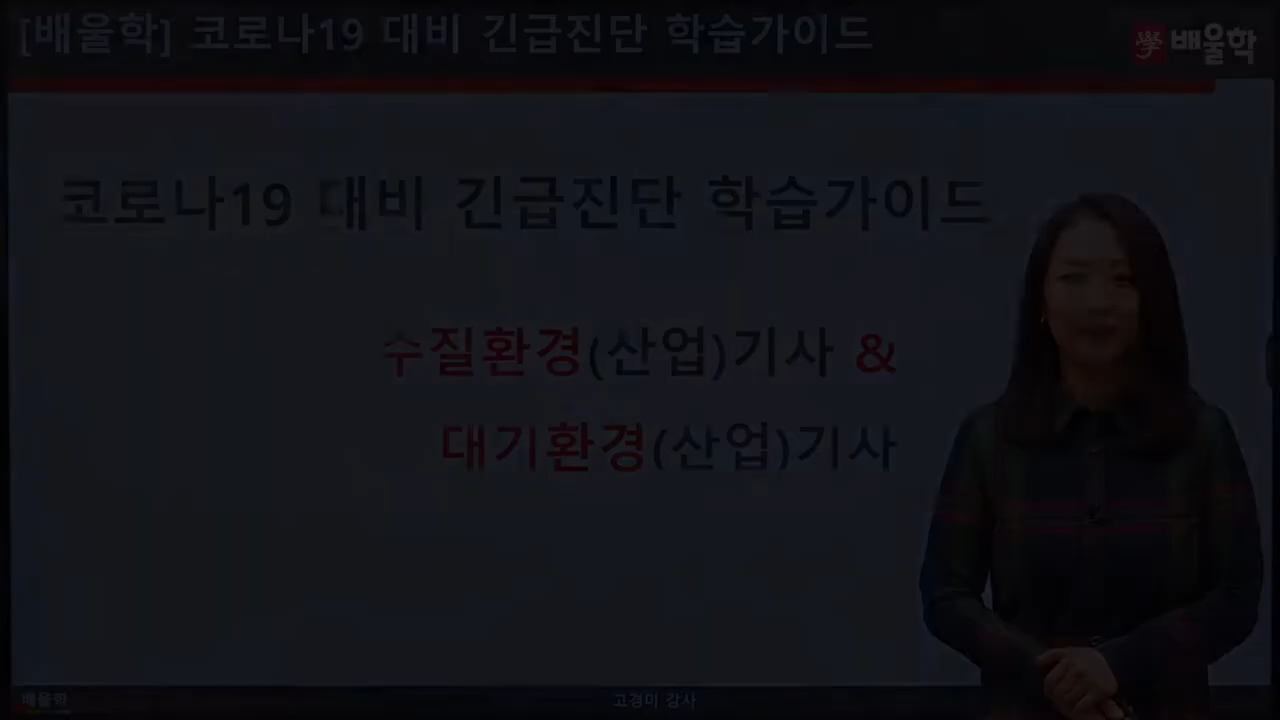 [배울학] 코로나19 대비 긴급진단 학습가이드
學 배울학
코로나19 대비 긴급진단 학습가이드
수질환경(산업)기사 &
대기환경(산업)기사
배울학
고경미 강사